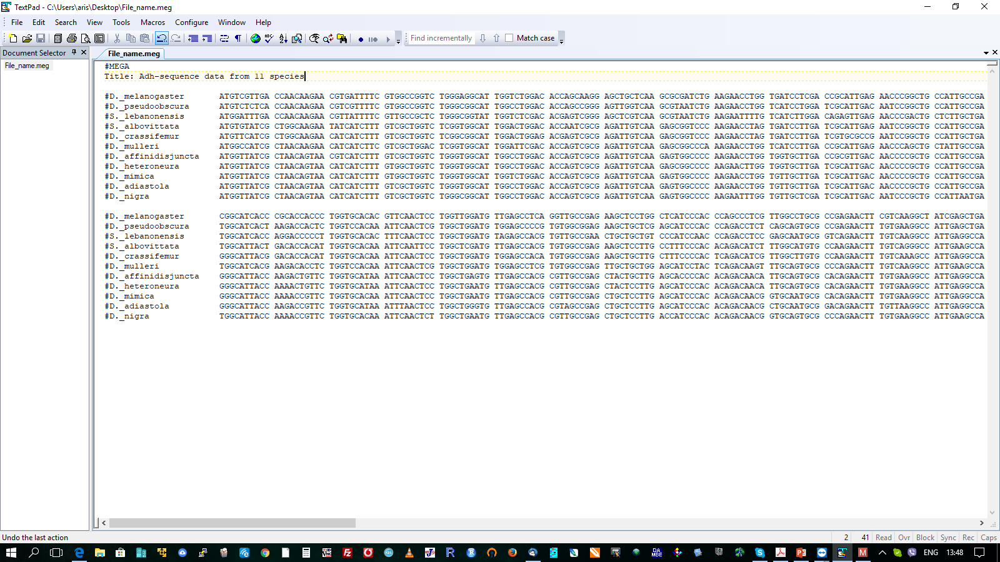 TextPad - C:\Users\aris\Desktop\File_name.meg
File Edit Search View Tools Macros Configure Window Help
Find incrementally Match case
Document Selector
File_name.meg
File_name.meg
#MEGA
Title: Adh-sequence data from 11 species
#D._melanogaster ATGTCGTTGA CCAACAAGAA CGTGATTTTC GTGGCCGGTC TGGGAGGCAT TGGTCTGGAC ACCAGCAAGG AGCTGCTCAA GCGCGATCTG AAGAACCTGG TGATCCTCGA CCGCATTGAG AACCCGGCTG CCATTGCCGA
#D._pseudoobscura ATGTCTCTCA CCAACAAGAA CGTCGTTTTC GTGGCCGGTC TGGGCGGCAT TGGCCTGGAC ACCAGCCGGG AGTTGGTCAA GCGTAATCTG AAGAACCTGG TCATCCTGGA TCGCATTGAC AATCCGGCTG CCATTGCCGA
#S._lebanonensis ATGGATTTGA CCAACAAGAA CGTTATTTTC GTTGCCGCTC TGGGCGGTAT TGGTCTCGAC ACGAGTCGGG AGCTCGTCAA GCGTAATCTG AAGAATTTTG TCATCTTGGA CAGAGTTGAG AACCCGACTG CTCTTGCTGA
#S._albovittata ATGTGTATCG CTGGCAAGAA TATCATCTTT GTCGCTGGTC TCGGTGGCAT TGGACTGGAC ACCAATCGCG AGATTGTCAA GAGCGGTCCC AAGAACCTAG TGATCCTTGA TCGCATTGAG AATCCGGCTG CCATTGCCGA
#D._crassifemur ATGTTCATCG CTGGCAAGAA CATCATCTTT GTCGCTGGTC TCGGCGGCAT TGGACTGGAC ACGAGTCGCG AGATTGTCAA GAGCGGTCCC AAGAACCTAG TGATCCTTGA TCGTGCGCCG AATCCGGCTG CCATTGCTGA
#D._mulleri ATGGCCATCG CTAACAAGAA CATCATCTTC GTCGCTGGAC TCGGTGGCAT TGGATTCGAC ACCAGTCGCG AGATTGTCAA GAGCGGCCCA AAGAACCTGG TCATCCTTGA CCGCATTGAG AACCCAGCTG CTATTGCCGA
#D._affinidisjuncta ATGGTTATCG CTAACAGTAA CGTCATCTTT GTCGCTGGTC TGGGTGGCAT TGGCCTGGAC ACCAGTCGCG AGATTGTCAA GAGTGGCCCC AAGAACCTGG TGGTGCTTGA CCGCGTTGAC AACCCCGCTG CCATTGCCGA
#D._heteroneura ATGGTTATCG CTAACAGTAA CATCATCTTT GTGGCTGGTC TGGGTGGCAT TGGCCTGGAC ACCAGTCGCG AGATTGTCAA GAGCGGCCCC AAGAACTTGG TGGTGCTTGA TCGCATTGAC AACCCCGCTG CCATTGCCGA
#D._mimica ATGGTTATCG CTAACAGTAA CATCATCTTT GTCGCTGGTC TGGGTGGCAT TGGTCTGGAC ACCAGTCGCG AGATTGTCAA GAGTGGCCCC AAGAACCTGG TGGTGCTTGA TCGCATTGAC AACCCCGCTG CCATTGCCGA
#D._adiastola ATGGTTATCG CTAACAGTAA CATCATCTTT GTCGCTGGTC TGGGTGGCAT TGGCCTGGAC ACCAGTCGCG AGATTGTCAA GAGTGGCCCC AAGAACCTGG TGTTGCTTGA TCGCATTGAC AACCCCGCTG CCATTGCCGA
#D._nigra ATGGTTATCG CTAACAGTAA CATCATCTTT GTCGCTGGTC TGGGCGGCAT TGGCCTGGAC ACCAGTCGCG AGATTGTCAA GAGTGGCCCC AAGAATTTGG TGTTGCTCGA TCGCATTGAC AATCCCGCTG CCATTAATGA
#D._melanogaster CGGCATCACC CGCACCACCC TGGTGCACAC GTTCAACTCC TGGTTGGATG TTGAGCCTCA GGTTGCCGAG AAGCTCCTGG CTCATCCCAC CCAGCCCTCG TTGGCCTGCG CCGAGAACTT CGTCAAGGCT ATCGAGCTGA
#D._pseudoobscura TGGCATCACT AAGACCACTC TGGTCCACAA TTTCAACTCG TGGCTGGATG TGGAGCCCCG TGTGGCGGAG AAGCTGCTCG AGCATCCCAC CCAGACCTCT CAGCAGTGCG CCGAGAACTT TGTGAAGGCC ATTGAGCTGA
#S._lebanonensis TGGCATCACC AGGACCCCCT TGGTGCACAC TTTCAACTCC TGGCTGGATG TAGAGCCACG TGTTGCCGAA CTGCTGCTGT CCCATCCAAC CCAGACCTCC GAGCAATGCG GTCAGAACTT TGTCAAGGCC ATTGAGGCCA
#S._albovittata TGGCATTACT GACACCACAT TGGTGCACAA ATTCAATTCC TGGCTCGATG TTGAGCCACG TGTTGCCGAG AAGCTCCTTG CCTTTCCCAC ACAGACATCT TTGGCATGTG CCAAGAACTT TGTCAGGGCC ATTGAGGCCA
#D._crassifemur GGGCATTACG GACACCACAT TGGTGCACAA ATTCAACTCC TGGCTGGATG TGGAGCCACA TGTGGCCGAG AAGCTGCTTG CTTTCCCCAC TCAGACATCG TTGGCTTGTG CCAAGAACTT TGTCAAAGCC ATTGAGGCCA
#D._mulleri TGGCATCACG AAGACACCTC TGGTCCACAA ATTCAACTCG TGGCTGGATG TGGAGCCTCG TGTGGCCGAG TTGCTGCTGG AGCATCCTAC TCAGACAAGT TTGCAGTGCG CCCAGAACTT TGTCAAGGCC ATTGAAGCCA
#D._affinidisjuncta GGGCATTACC AAGACTGTTC TGGTGCATAA ATTCAACTCC TGGCTGAGTG TTGAGCCACG CGTTGCCGAG CTACTGCTTG AGCACCCCAC ACAGACAACA TTGCAGTGCG CACAGAACTT TGTGAAGGCC ATTGAGGCCA
#D._heteroneura GGGCATTACC AAAACTGTTC TGGTGCATAA ATTCAACTCC TGGCTGAATG TTGAGCCACG CGTTGCCGAG CTACTCCTTG AGCATCCCAC ACAGACAACA TTGCAGTGCG CACAGAACTT TGTGAAGGCC ATTGAGGCCA
#D._mimica GGGCATTACC AAAACCGTTC TGGTGCACAA ATTCAACTCC TGGCTGAATG TTGAGCCACG CGTTGCCGAG CTGCTCCTTG AGCATCCCAC ACAGACAACG GTGCAATGCG CACAGAACTT TGTGAAGGCC ATTGAGGCCA
#D._adiastola GGGCATTACC AAGACCGTTC TGGTGCATAA ATTTAACTCC TGGCTGGGTG TTGAGCCACG CGTAGCCGAG CTGCTCCTTG AGCATCCCAC ACAGACAACG CTGCAATGCG GACAGAACTT TGTTAAGGCC ATTGAGGCCA
#D._nigra TGGCATTACC AAAACCGTTC TGGTGCACAA ATTCAACTCT TGGCTGAATG TTGAGCCACG CGTTGCCGAG CTGCTCCTTG ACCATCCCAC ACAGACAACG GTGCAGTGCG CCCAGAACTT TGTGAAGGCC ATTGAAGCCA
Undo the last action 2 41 Read Ovr Block Sync Rec Caps
ENG 13:48